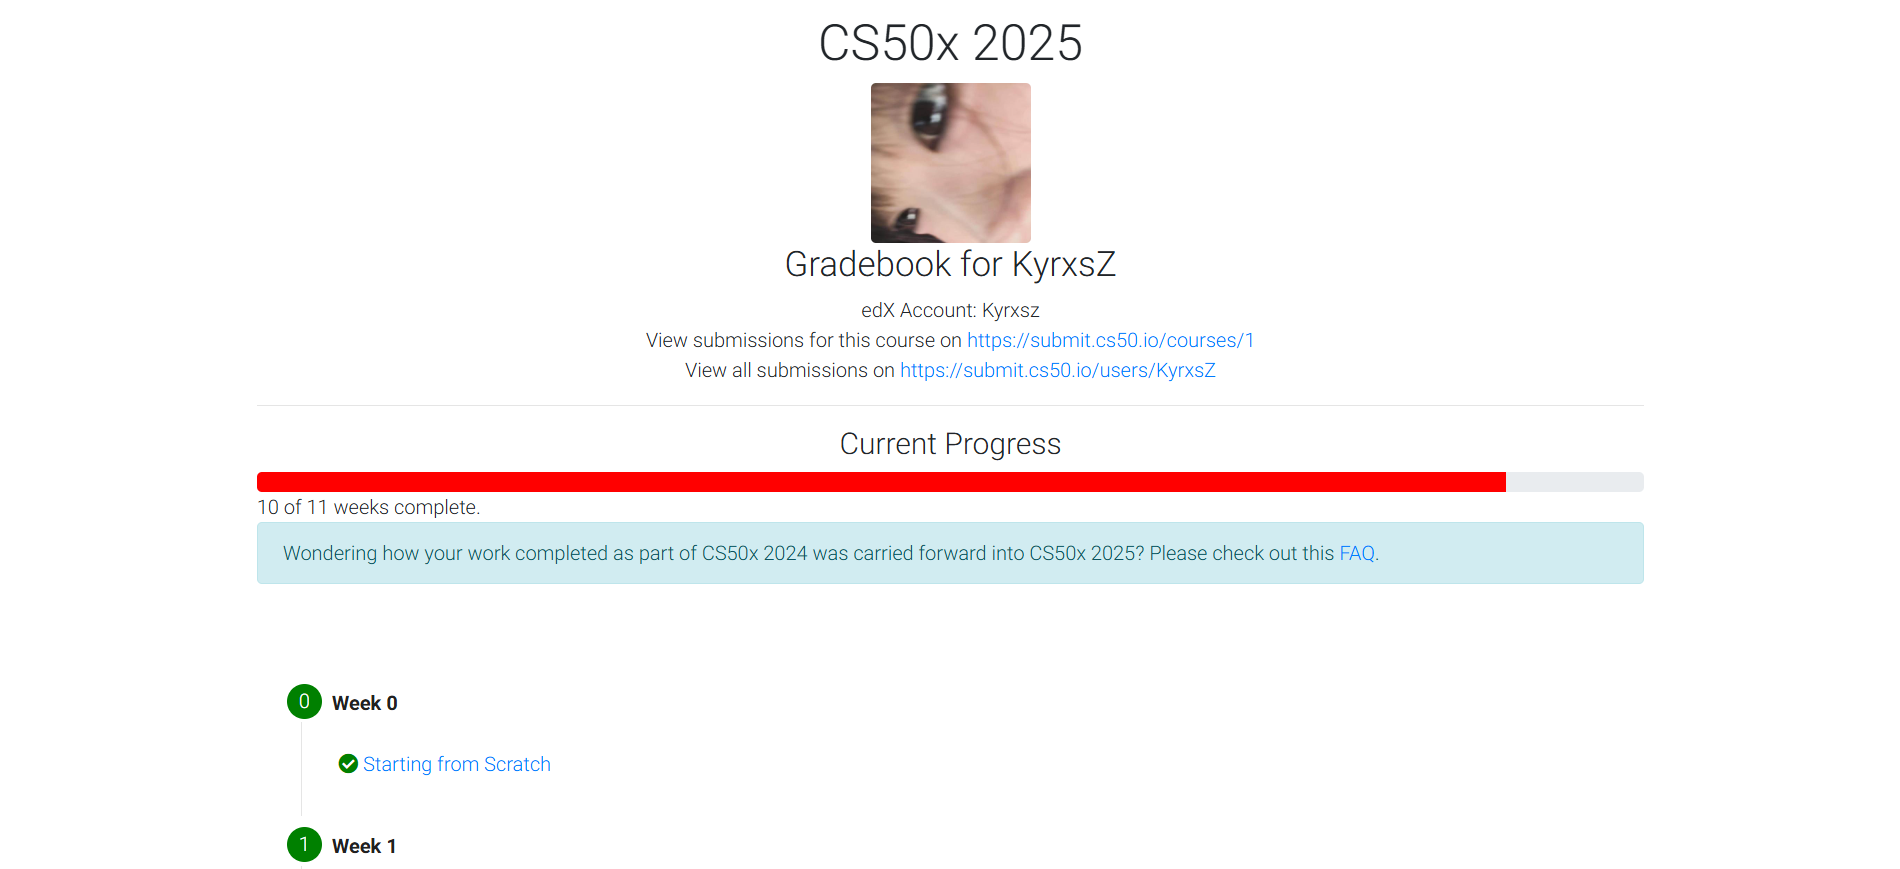 CS50x 2025
Gradebook for KyrxsZ
edX Account: Kyrxsz
View submissions for this course on https://submit.cs50.io/courses/1
View all submissions on https://submit.cs50.io/users/KyrxsZ
Current Progress
10 of 11 weeks complete.
Wondering how your work completed as part of CS50x 2024 was carried forward into CS50x 2025? Please check out this FAQ.
0 Week 0
Starting from Scratch
1 Week 1